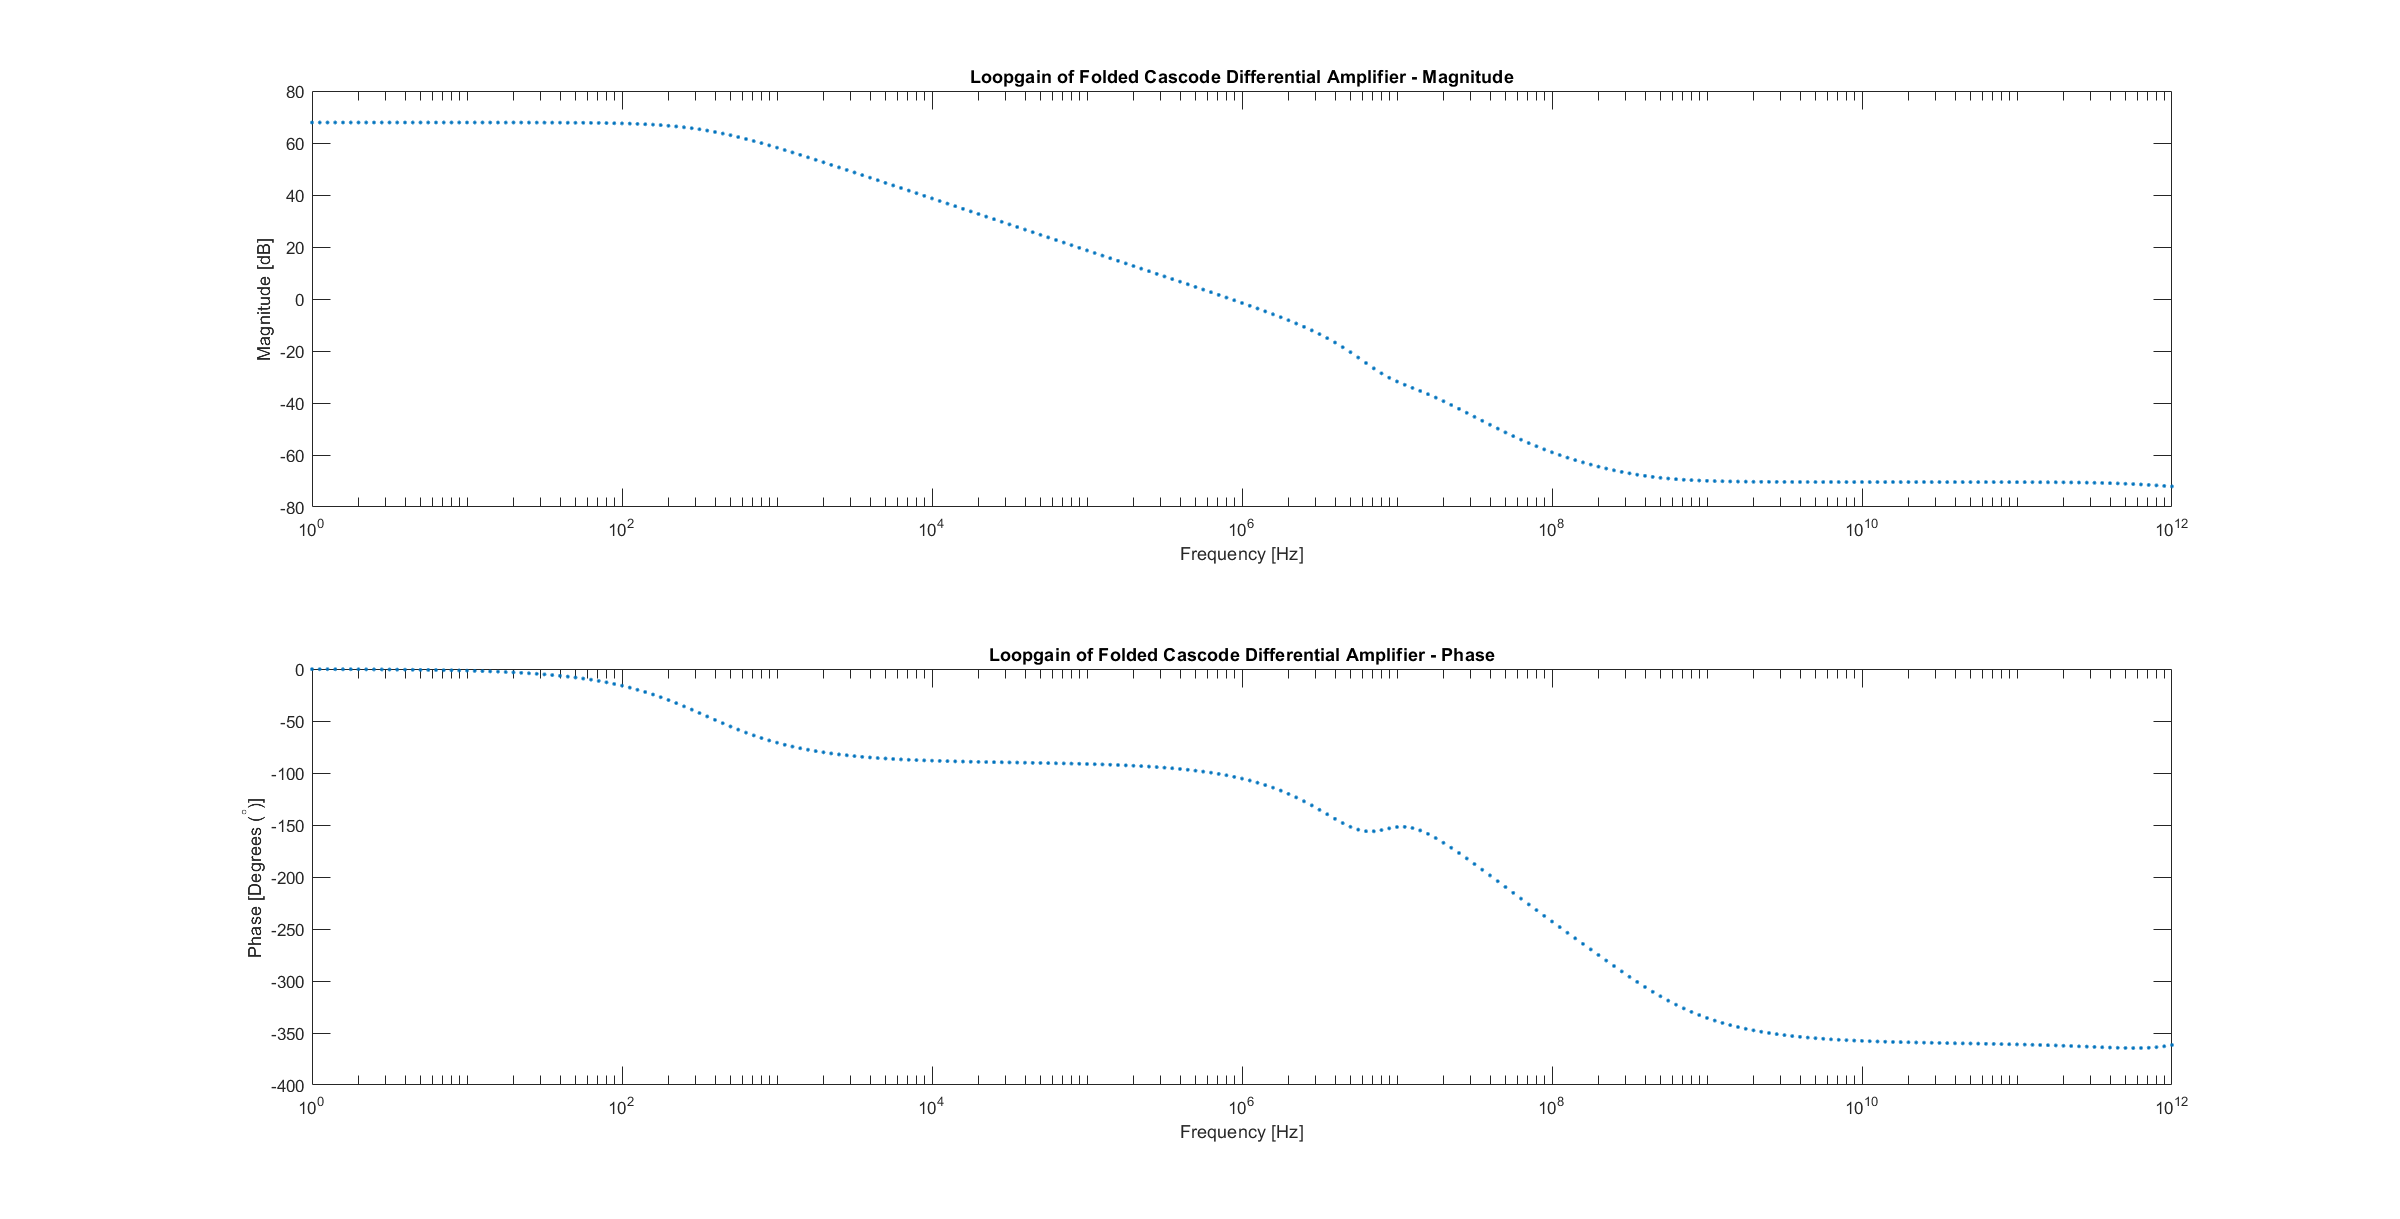 Loopgain of Folded Cascode Differential Amplifier - Magnitude
80
60
40
20
0
-20
-40
-60
-80
Magnitude [dB]
10^0 10^2 10^4 10^6 10^8 10^10 10^12
Frequency [Hz]
Loopgain of Folded Cascode Differential Amplifier - Phase
0
-50
-100
-150
-200
-250
-300
-350
-400
Phase [Degrees (°)]
10^0 10^2 10^4 10^6 10^8 10^10 10^12
Frequency [Hz]